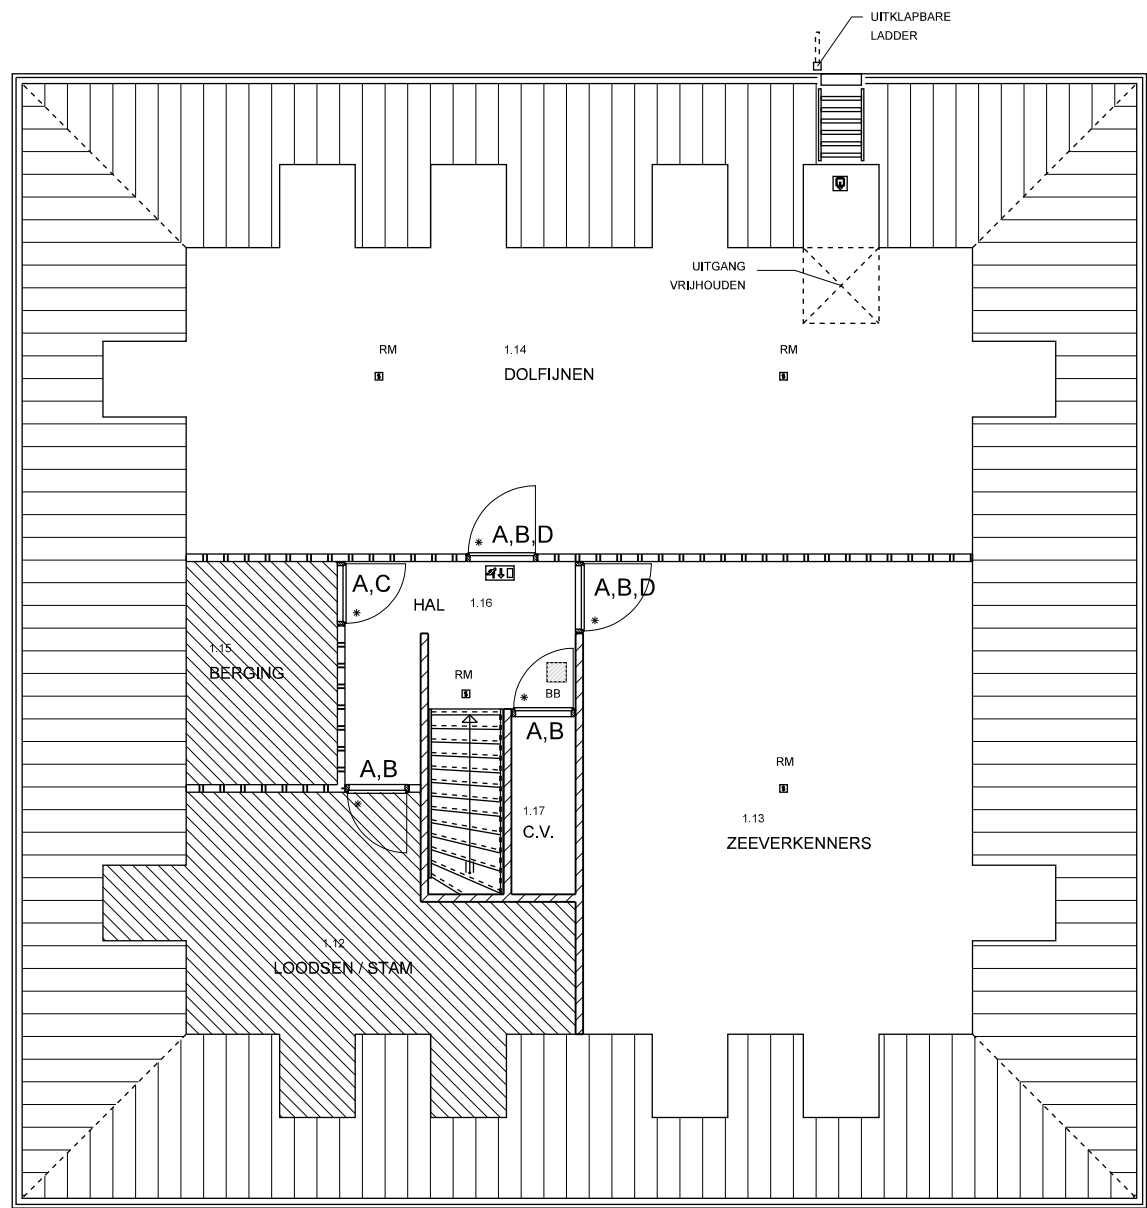 UITKLAPBARE
LADDER
UITGANG
VRIJHOUDEN
RM
1.14
RM
DOLFIJNEN
A,B,D
A,C
HAL
1.16
A,B,D
1.15
BERGING
RM
BB
A,B
A,B
RM
1.17
C.V.
1.13
ZEEVERKENNERS
1.12
LOODSEN / STAM